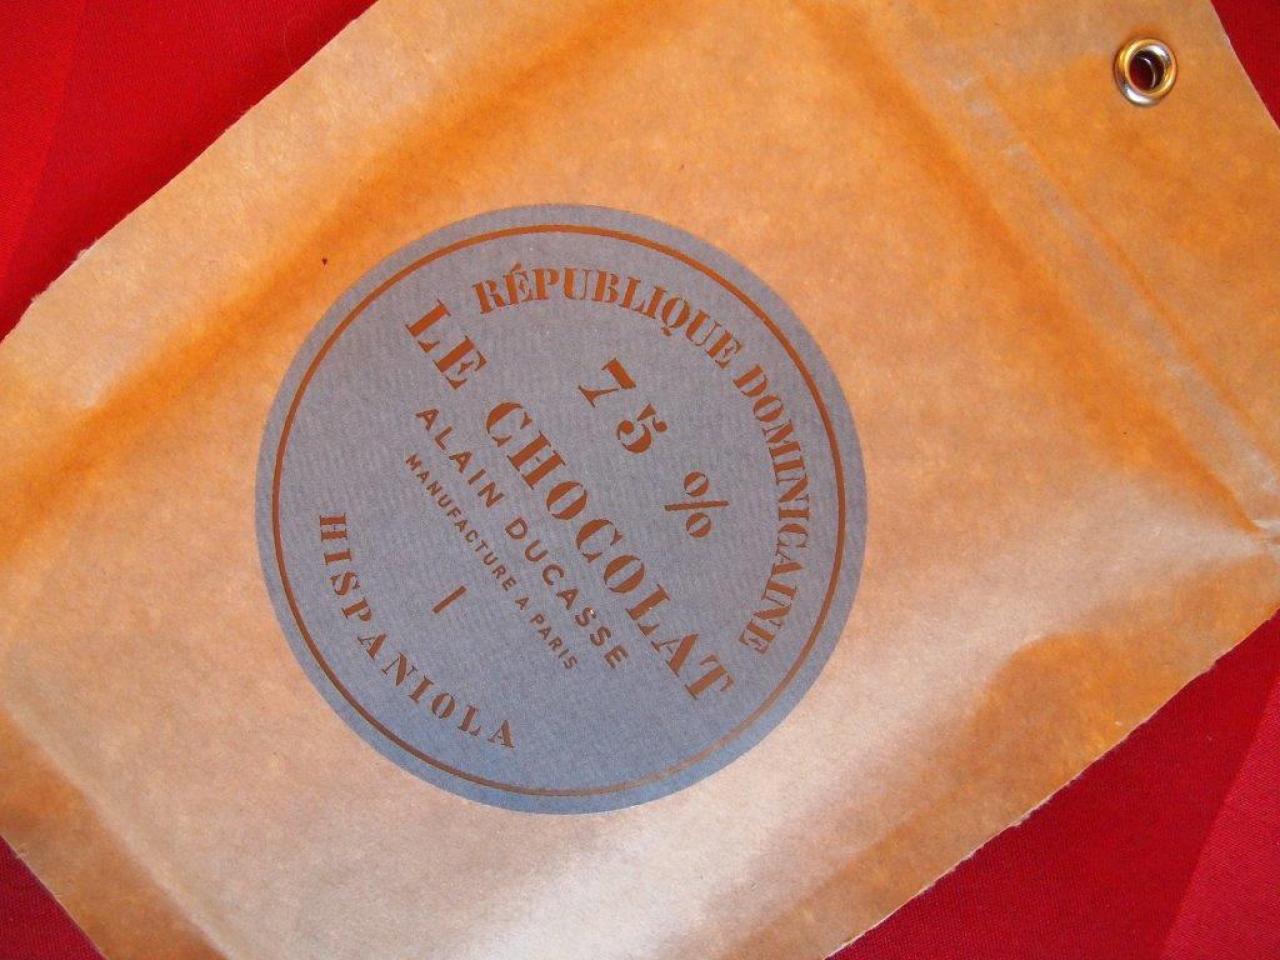 RÉPUBLIQUE DOMINICAINE
75 %
LE CHOCOLAT
ALAIN DUCASSE
MANUFACTURE A PARIS
HISPANIOLA